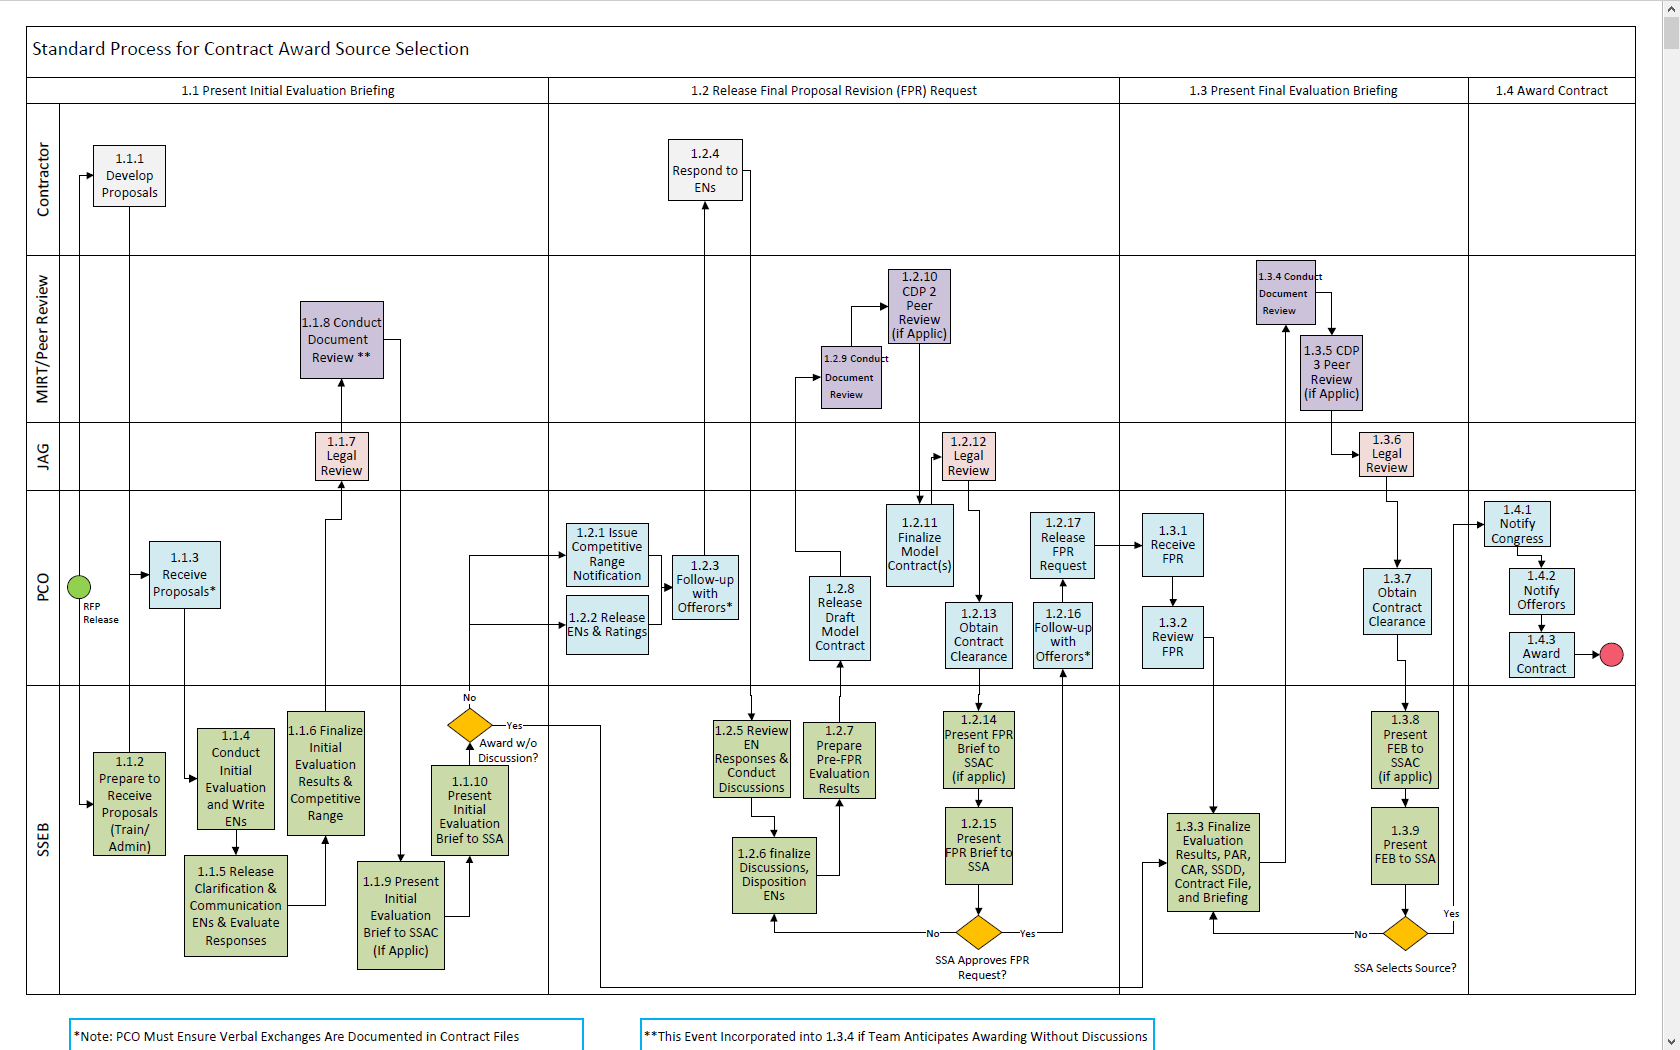 Standard Process for Contract Award Source Selection
1.1 Present Initial Evaluation Briefing
1.2 Release Final Proposal Revision (FPR) Request
1.3 Present Final Evaluation Briefing
1.4 Award Contract
Contractor
1.1.1
Develop
Proposals
1.2.4
Respond to
ENs
MIRT/Peer Review
1.1.8 Conduct
Document
Review **
1.2.9 Conduct
Document
Review
1.2.10
CDP 2
Peer
Review
(if Applic)
1.3.4 Conduct
Document
Review
1.3.5 CDP
3 Peer
Review
(if Applic)
JAG
1.1.7
Legal
Review
1.2.12
Legal
Review
1.3.6
Legal
Review
PCO
RFP
Release
1.1.3
Receive
Proposals*
1.2.1 Issue
Competitive
Range
Notification
1.2.2 Release
ENs & Ratings
1.2.3
Follow-up
with
Offerors*
1.2.8
Release
Draft
Model
Contract
1.2.11
Finalize
Model
Contract(s)
1.2.13
Obtain
Contract
Clearance
1.2.17
Release
FPR
Request
1.2.16
Follow-up
with
Offerors*
1.3.1
Receive
FPR
1.3.2
Review
FPR
1.3.7
Obtain
Contract
Clearance
1.4.1
Notify
Congress
1.4.2
Notify
Offerors
1.4.3
Award
Contract
SSEB
1.1.2
Prepare to
Receive
Proposals
(Train/
Admin)
1.1.4
Conduct
Initial
Evaluation
and Write
ENs
1.1.5 Release
Clarification &
Communication
ENs & Evaluate
Responses
1.1.6 Finalize
Initial
Evaluation
Results &
Competitive
Range
1.1.9 Present
Initial
Evaluation
Brief to SSAC
(If Applic)
1.1.10
Present
Initial
Evaluation
Brief to SSA
No
Yes
Award w/o
Discussion?
1.2.5 Review
EN
Responses &
Conduct
Discussions
1.2.6 finalize
Discussions,
Disposition
ENs
1.2.7
Prepare
Pre-FPR
Evaluation
Results
1.2.14
Present FPR
Brief to
SSAC
(if applic)
1.2.15
Present
FPR Brief to
SSA
No
Yes
SSA Approves FPR
Request?
1.3.3 Finalize
Evaluation
Results, PAR,
CAR, SSDD,
Contract File,
and Briefing
1.3.8
Present
FEB to
SSAC
(if applic)
1.3.9
Present
FEB to SSA
No
Yes
SSA Selects Source?
*Note: PCO Must Ensure Verbal Exchanges Are Documented in Contract Files
**This Event Incorporated into 1.3.4 if Team Anticipates Awarding Without Discussions